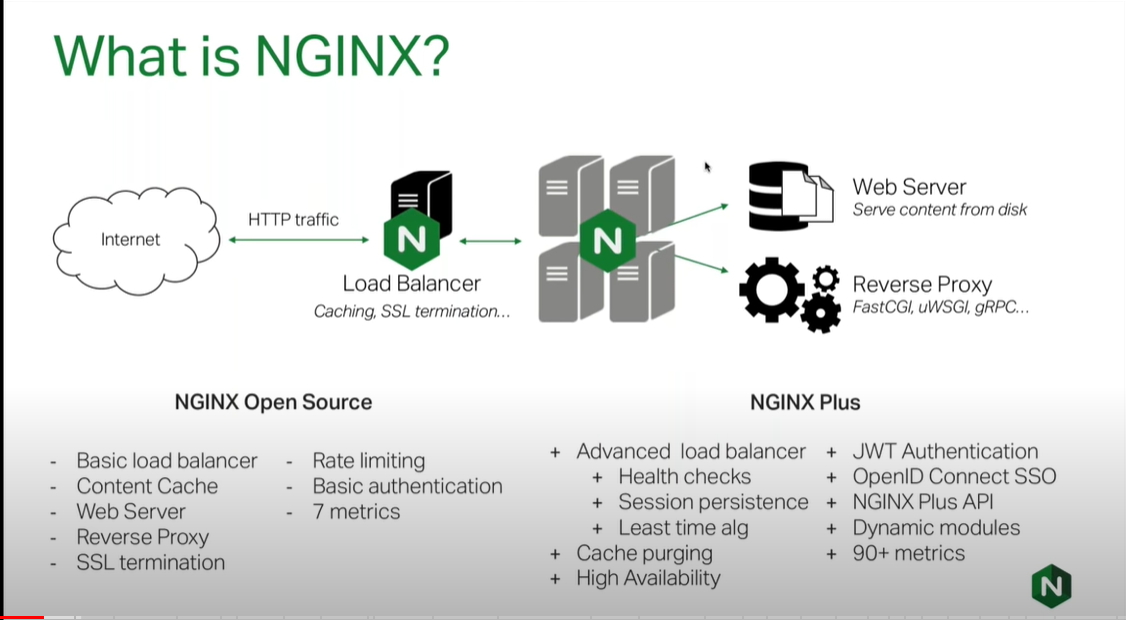 What is NGINX?
Internet
HTTP traffic
N
Load Balancer
Caching, SSL termination...
N
Web Server
Serve content from disk
Reverse Proxy
FastCGI, uWSGI, gRPC...
NGINX Open Source
- Basic load balancer
- Content Cache
- Web Server
- Reverse Proxy
- SSL termination
- Rate limiting
- Basic authentication
- 7 metrics
NGINX Plus
+ Advanced load balancer
+ Health checks
+ Session persistence
+ Least time alg
+ Cache purging
+ High Availability
+ JWT Authentication
+ OpenID Connect SSO
+ NGINX Plus API
+ Dynamic modules
+ 90+ metrics
N